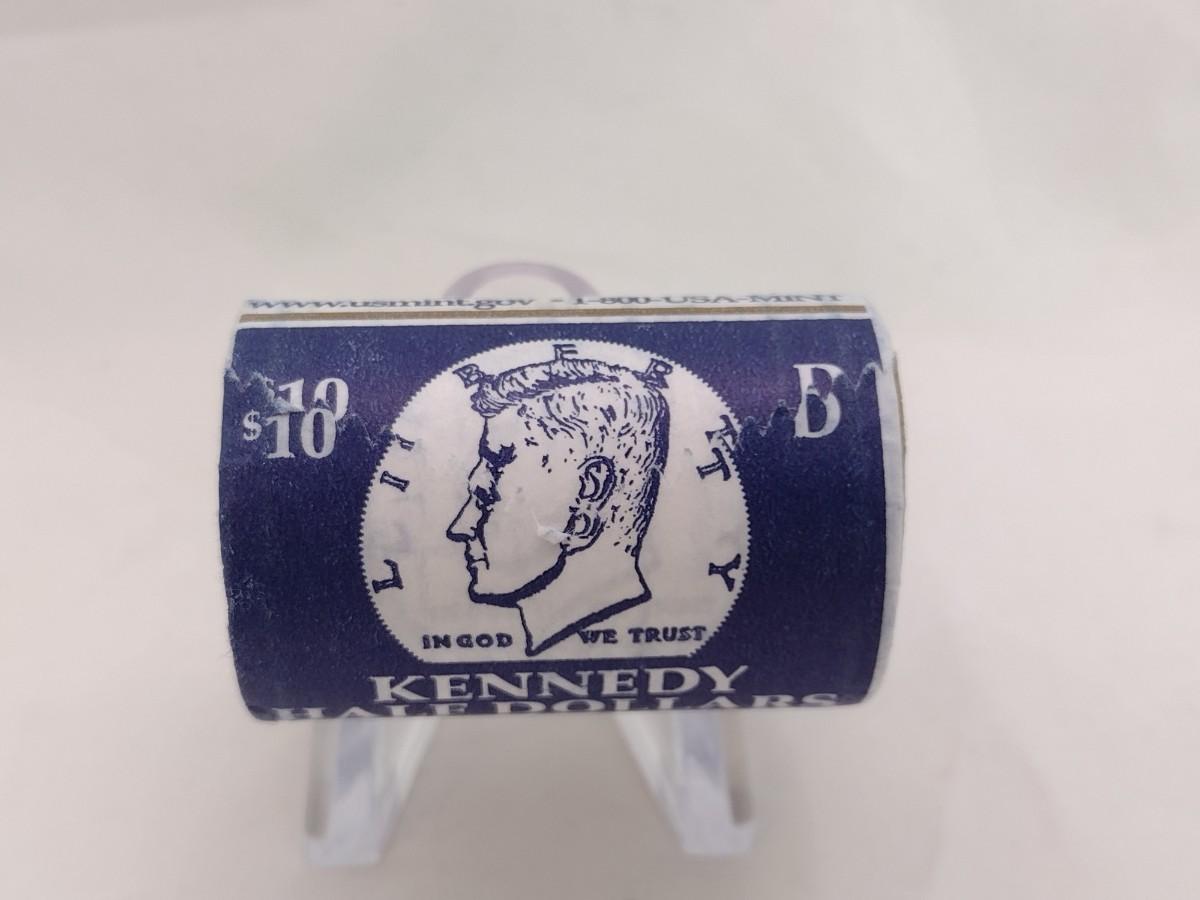 www.usmint.gov - 1-800-USA-MINT
$10
$10
D
D
LIBERTY
IN GOD WE TRUST
KENNEDY
HALF DOLLARS